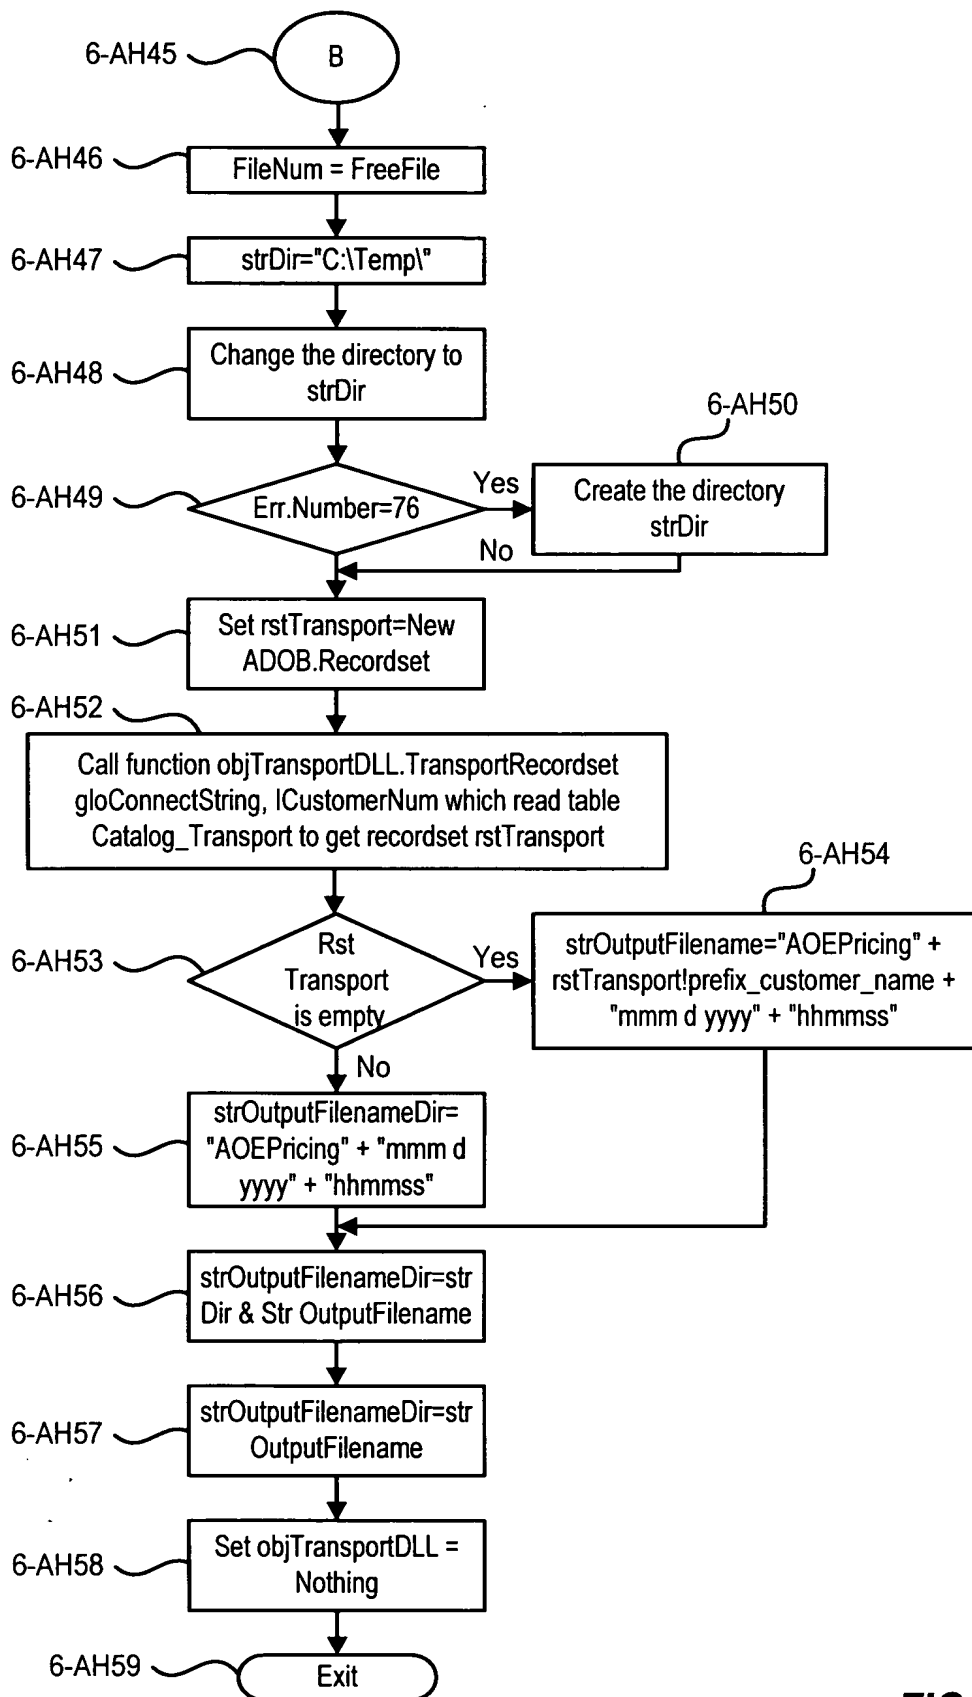 6-AH45
B
6-AH46
FileNum = FreeFile
6-AH47
strDir="C:\Temp\"
6-AH48
Change the directory to
strDir
6-AH49
Err.Number=76
Yes
No
6-AH50
Create the directory
strDir
6-AH51
Set rstTransport=New
ADOB.Recordset
6-AH52
Call function objTransportDLL.TransportRecordset
gloConnectString, lCustomerNum which read table
Catalog_Transport to get recordset rstTransport
6-AH53
Rst
Transport
is empty
Yes
No
6-AH54
strOutputFilename="AOEPricing" +
rstTransport!prefix_customer_name +
"mmm d yyyy" + "hhmmss"
6-AH55
strOutputFilenameDir=
"AOEPricing" + "mmm d
yyyy" + "hhmmss"
6-AH56
strOutputFilenameDir=str
Dir & Str OutputFilename
6-AH57
strOutputFilenameDir=str
OutputFilename
6-AH58
Set objTransportDLL =
Nothing
6-AH59
Exit